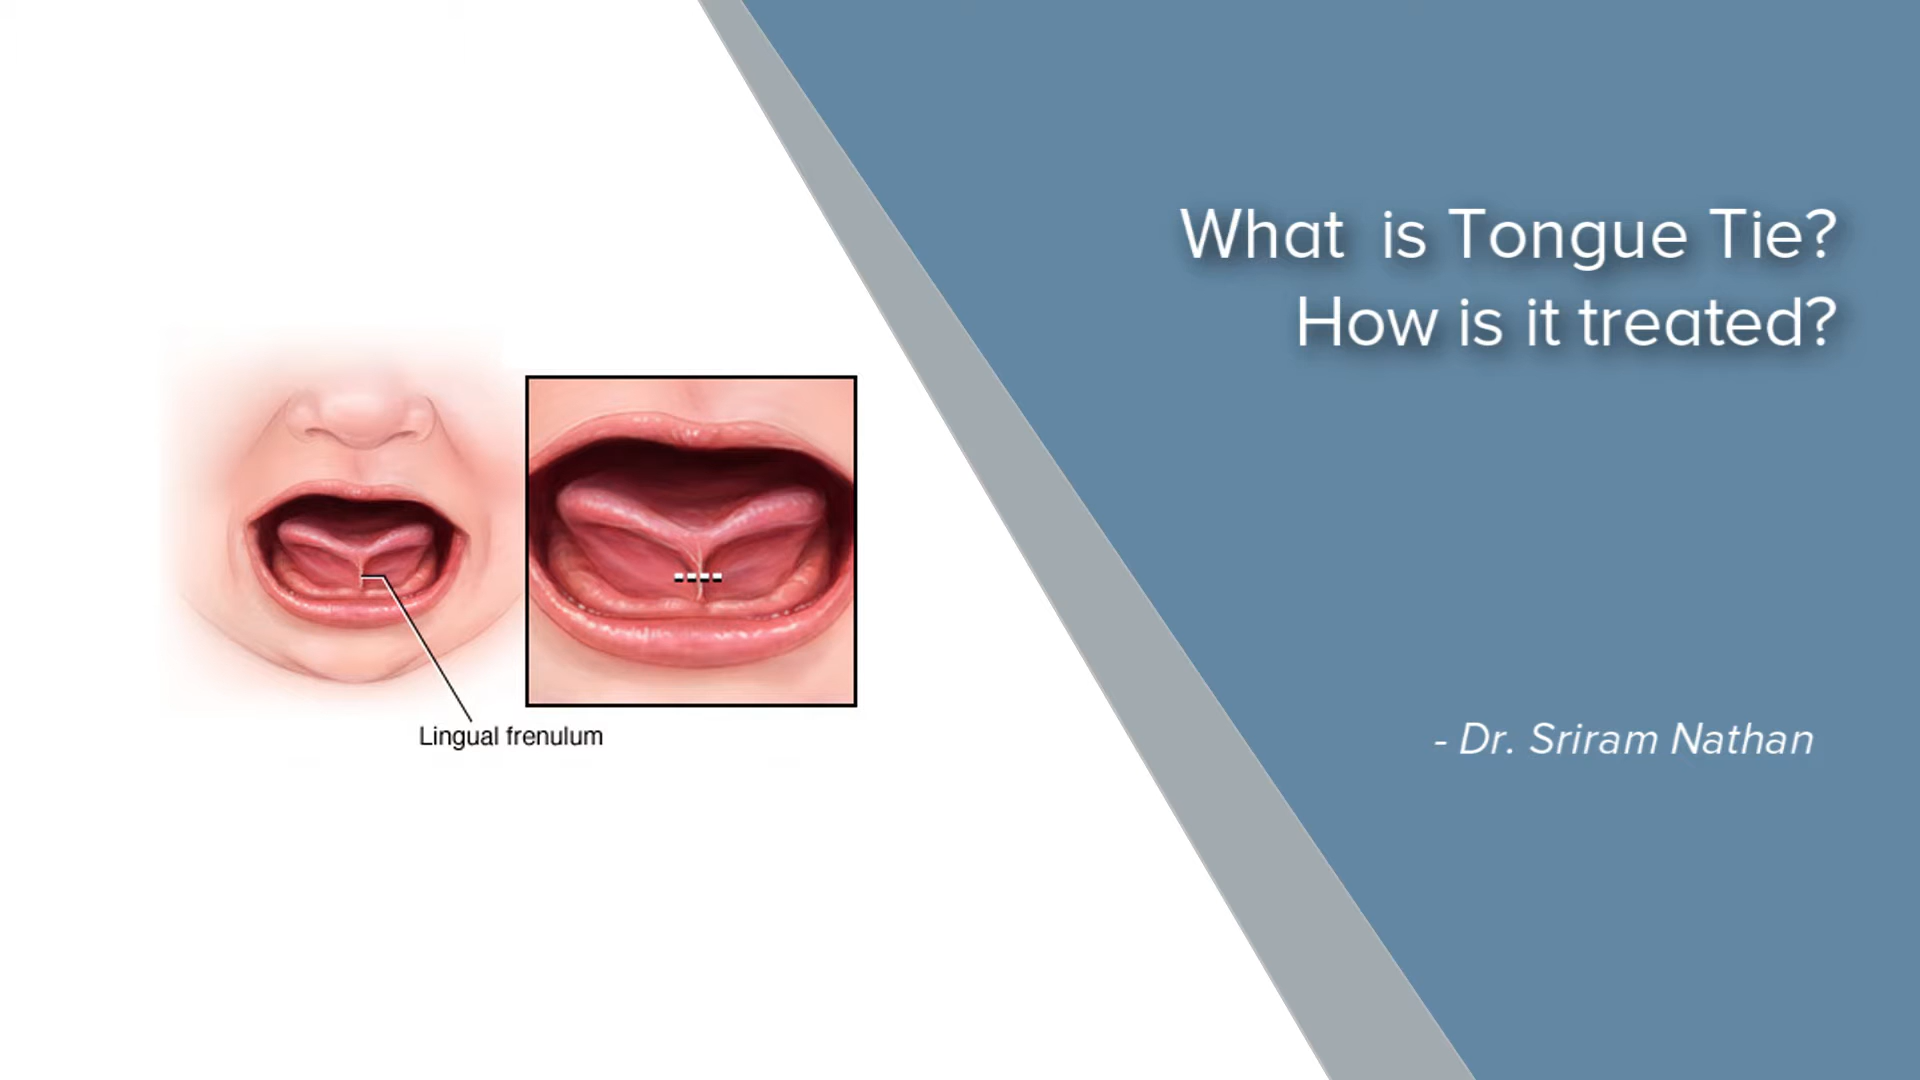 What is Tongue Tie?
How is it treated?
Lingual frenulum
- Dr. Sriram Nathan